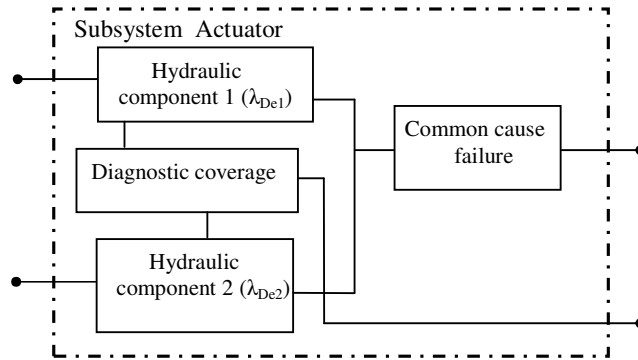 Subsystem Actuator
Hydraulic
component 1 (λDe1)
Common cause
failure
Diagnostic coverage
Hydraulic
component 2 (λDe2)